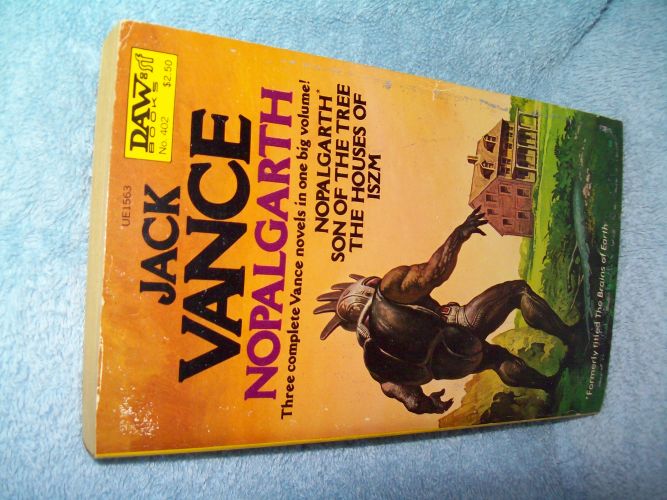 DAW
BOOKS
No. 402 $2.50
UE1563
JACK
VANCE
NOPALGARTH
Three complete Vance novels in one big volume!
NOPALGARTH*
SON OF THE TREE
THE HOUSES OF
ISZM
*Formerly titled The Brains of Earth